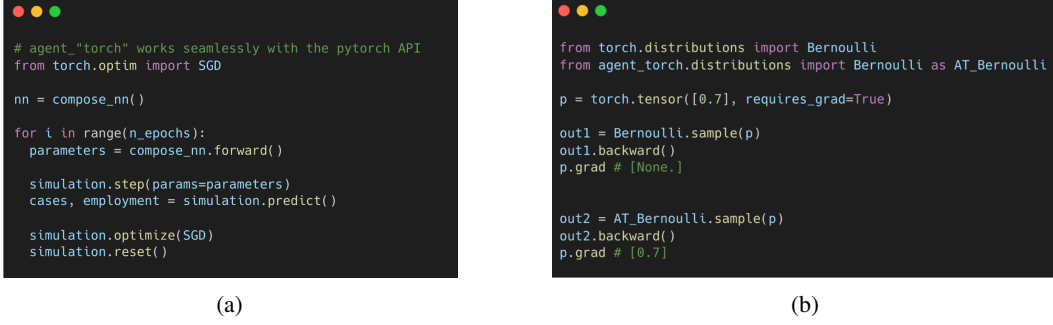 # agent_"torch" works seamlessly with the pytorch API
from torch.optim import SGD
nn = compose_nn()
for i in range(n_epochs):
  parameters = compose_nn.forward()
  simulation.step(params=parameters)
  cases, employment = simulation.predict()
  simulation.optimize(SGD)
  simulation.reset()
(a)
from torch.distributions import Bernoulli
from agent_torch.distributions import Bernoulli as AT_Bernoulli
p = torch.tensor([0.7], requires_grad=True)
out1 = Bernoulli.sample(p)
out1.backward()
p.grad # [None.]
out2 = AT_Bernoulli.sample(p)
out2.backward()
p.grad # [0.7]
(b)